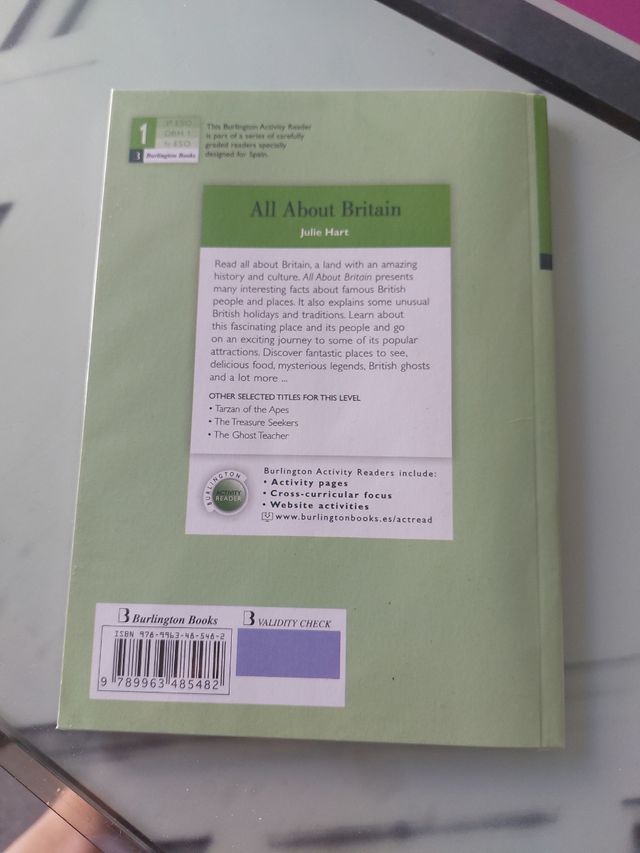 1
1º ESO
DBH 1
1r ESO
B Burlington Books
This Burlington Activity Reader
is part of a series of carefully
graded readers specially
designed for Spain.
All About Britain
Julie Hart
Read all about Britain, a land with an amazing
history and culture. All About Britain presents
many interesting facts about famous British
people and places. It also explains some unusual
British holidays and traditions. Learn about
this fascinating place and its people and go
on an exciting journey to some of its popular
attractions. Discover fantastic places to see,
delicious food, mysterious legends, British ghosts
and a lot more ...
OTHER SELECTED TITLES FOR THIS LEVEL
• Tarzan of the Apes
• The Treasure Seekers
• The Ghost Teacher
BURLINGTON
ACTIVITY
READER
Burlington Activity Readers include:
• Activity pages
• Cross-curricular focus
• Website activities
www.burlingtonbooks.es/actread
B Burlington Books
B VALIDITY CHECK
ISBN 978-9963-48-548-2
9 789963 485482